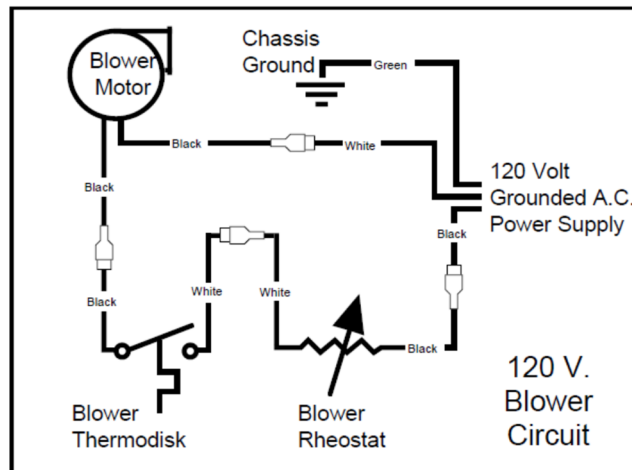 Blower
Motor
Chassis
Ground
Green
Black
White
120 Volt
Grounded A.C.
Power Supply
Black
Black
Black
White
White
Black
Blower
Thermodisk
Blower
Rheostat
120 V.
Blower
Circuit